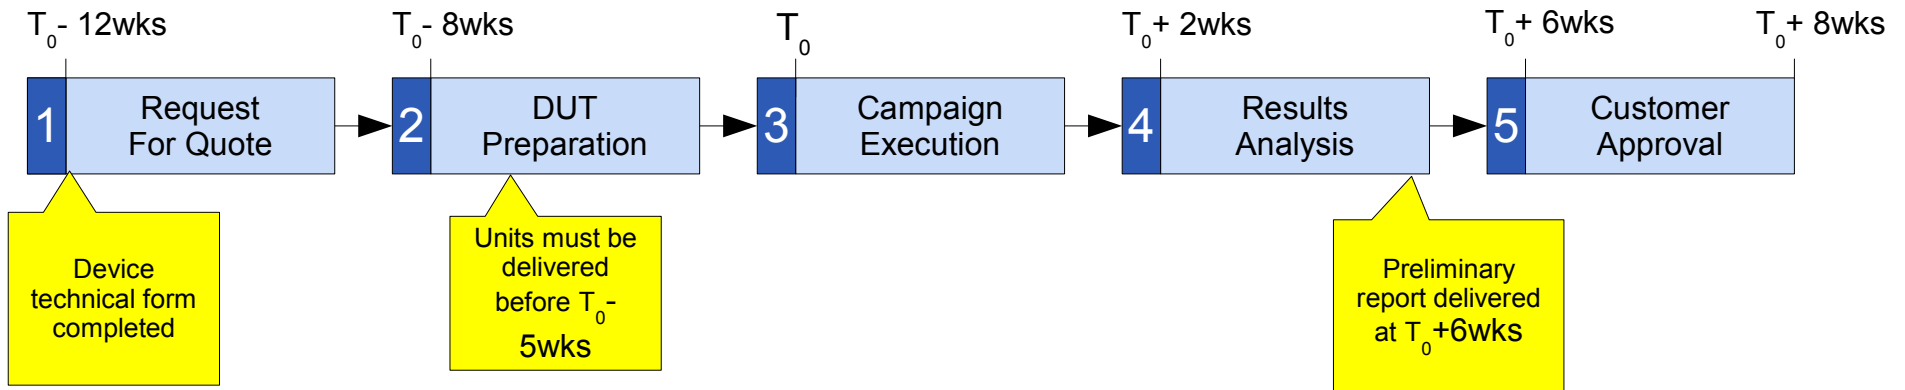 T0- 12wks
T0- 8wks
T0
T0+ 2wks
T0+ 6wks
T0+ 8wks
1
Request
For Quote
2
DUT
Preparation
3
Campaign
Execution
4
Results
Analysis
5
Customer
Approval
Device
technical form
completed
Units must be
delivered
before T0-
5wks
Preliminary
report delivered
at T0+6wks